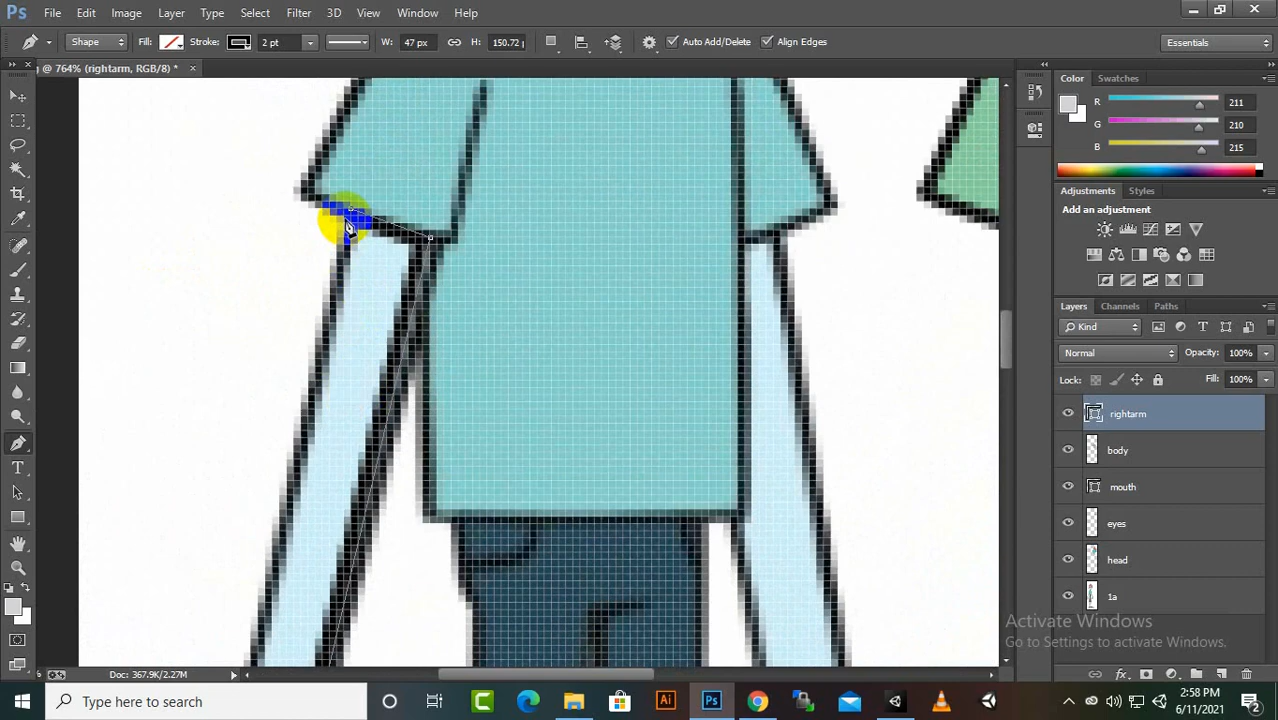 Ps File Edit Image Layer Type Select Filter 3D View Window Help
Shape Fill: Stroke: 2 pt W: 47 px H: 150.72 Auto Add/Delete Align Edges Essentials
@ 764% (rightarm, RGB/8) * ×
Color Swatches
R 211
G 210
B 215
Adjustments Styles
Add an adjustment
Layers Channels Paths
Kind
Normal Opacity: 100%
Lock: Fill: 100%
rightarm
body
mouth
eyes
head
1a
Activate Windows
Go to Settings to activate Windows.
Doc: 367.9K/2.27M
Type here to search
Ai Ps
2:58 PM
6/11/2021
2